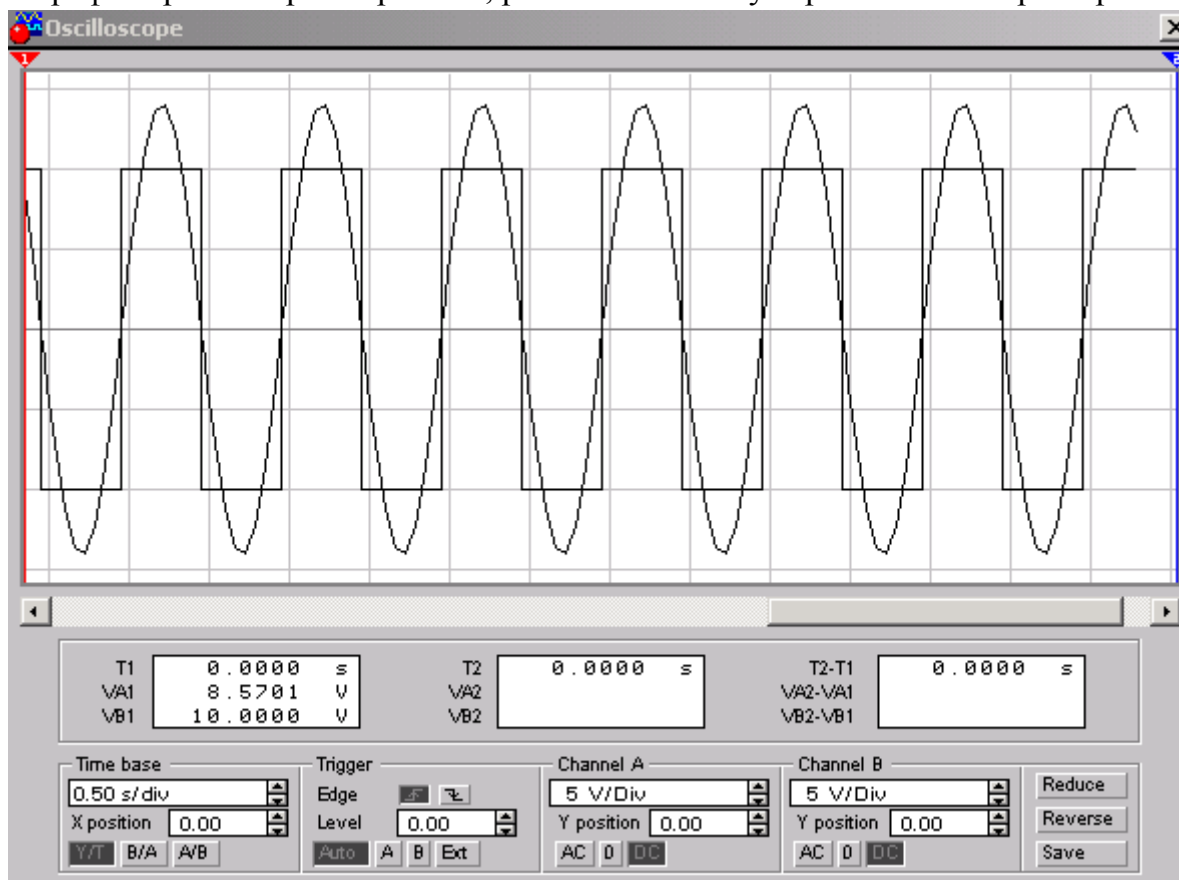 Oscilloscope
1
2
T1 0.0000 s
VA1 8.5701 V
VB1 10.0000 V
T2 0.0000 s
VA2
VB2
T2-T1 0.0000 s
VA2-VA1
VB2-VB1
Time base
0.50 s/div
X position 0.00
Y/T B/A A/B
Trigger
Edge
Level 0.00
Auto A B Ext
Channel A
5 V/Div
Y position 0.00
AC 0 DC
Channel B
5 V/Div
Y position 0.00
AC 0 DC
Reduce
Reverse
Save